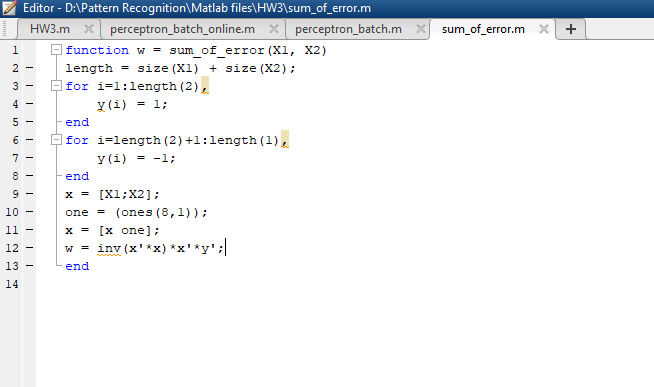 Editor - D:\Pattern Recognition\Matlab files\HW3\sum_of_error.m
HW3.m perceptron_batch_online.m perceptron_batch.m sum_of_error.m +
1 function w = sum_of_error(X1, X2)
2 - length = size(X1) + size(X2);
3 - for i=1:length(2),
4 - y(i) = 1;
5 - end
6 - for i=length(2)+1:length(1),
7 - y(i) = -1;
8 - end
9 - x = [X1;X2];
10 - one = (ones(8,1));
11 - x = [x one];
12 - w = inv(x'*x)*x'*y';
13 - end
14